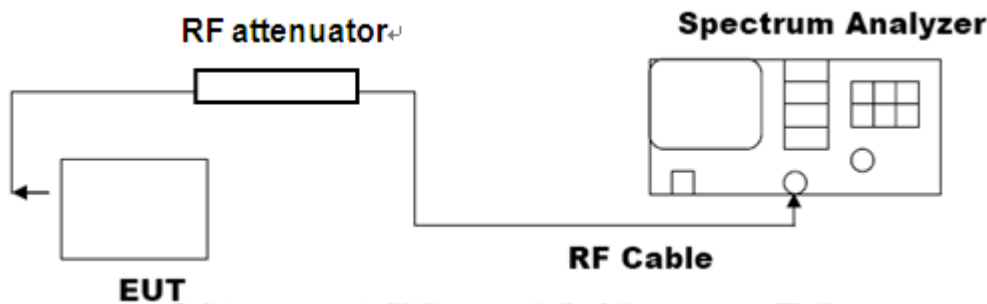 RF attenuator↵
Spectrum Analyzer
RF Cable
EUT